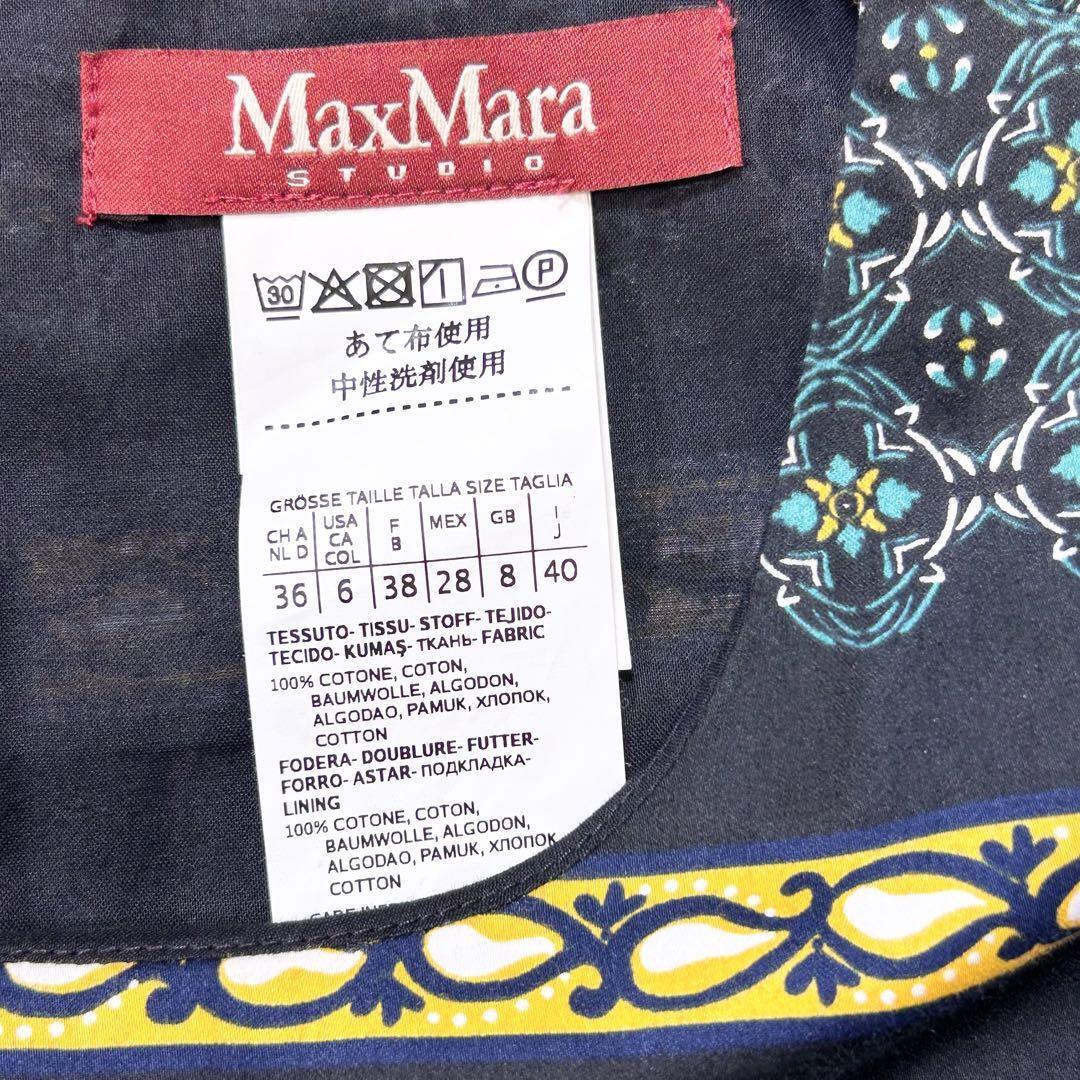 MaxMara
STUDIO
30 P
あて布使用
中性洗剤使用
GRÖSSE TAILLE TALLA SIZE TAGLIA
CH A NL D USA CA COL F B MEX GB I J
36 6 38 28 8 40
TESSUTO- TISSU- STOFF- TEJIDO-
TECIDO- KUMAŞ- ТКАНЬ- FABRIC
100% COTONE, COTON,
BAUMWOLLE, ALGODON,
ALGODAO, PAMUK, ХЛОПОК,
COTTON
FODERA- DOUBLURE- FUTTER-
FORRO- ASTAR- ПОДКЛАДКА-
LINING
100% COTONE, COTON,
BAUMWOLLE, ALGODON,
ALGODAO, PAMUK, ХЛОПОК,
COTTON